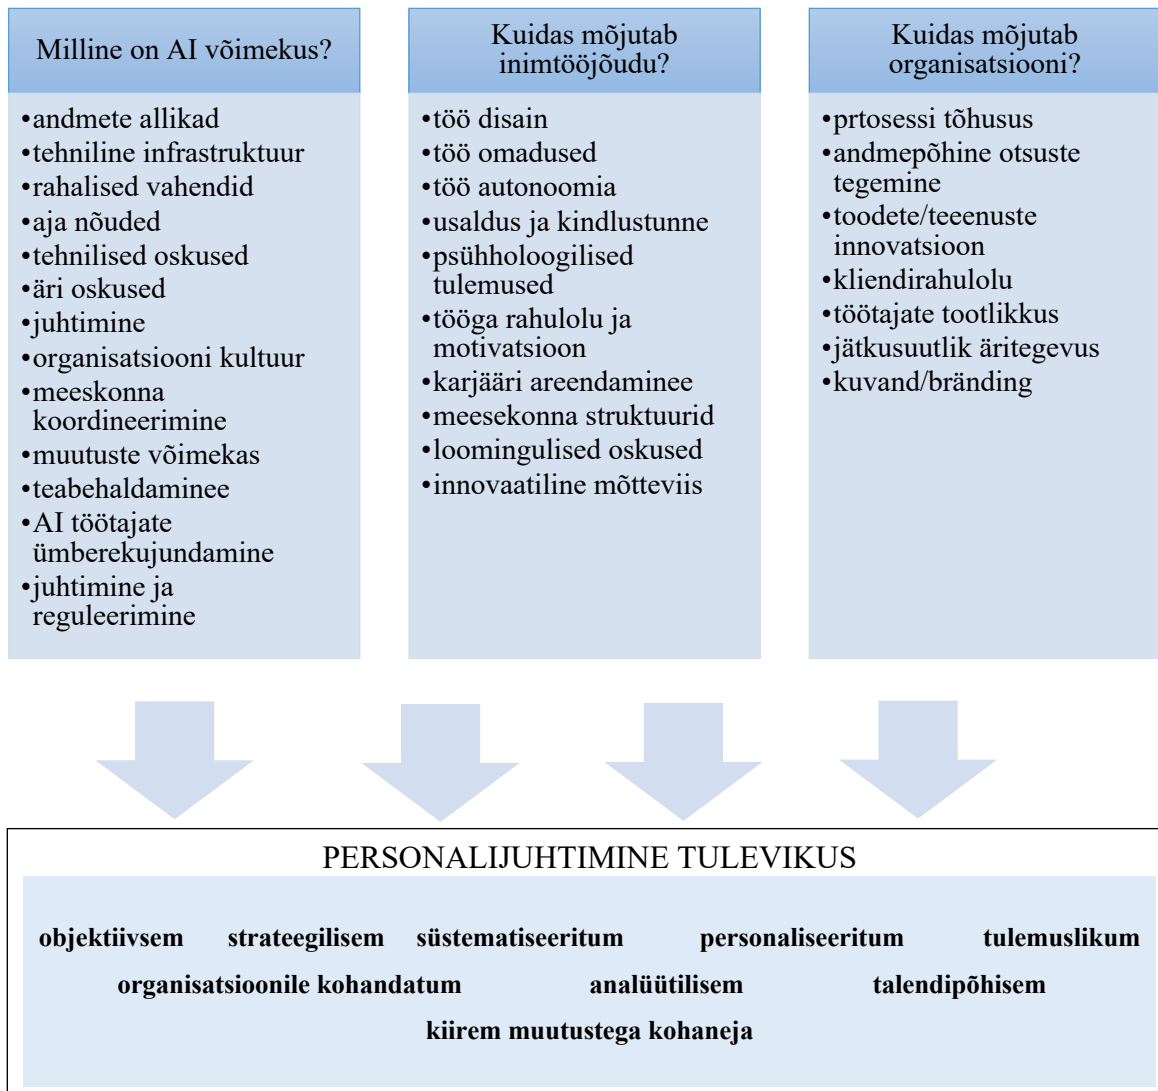 Milline on AI võimekus?
•andmete allikad
•tehniline infrastruktuur
•rahalised vahendid
•aja nõuded
•tehnilised oskused
•äri oskused
•juhtimine
•organisatsiooni kultuur
•meeskonna
koordineerimine
•muutuste võimekas
•teabehaldaminee
•AI töötajate
ümberekujundamine
•juhtimine ja
reguleerimine
Kuidas mõjutab
inimtööjõudu?
•töö disain
•töö omadused
•töö autonoomia
•usaldus ja kindlustunne
•psühholoogilised
tulemused
•tööga rahulolu ja
motivatsioon
•karjääri areendaminee
•meesekonna struktuurid
•loomingulised oskused
•innovaatiline mõtteviis
Kuidas mõjutab
organisatsiooni?
•prtosessi tõhusus
•andmepõhine otsuste
tegemine
•toodete/teeenuste
innovatsioon
•kliendirahulolu
•töötajate tootlikkus
•jätkusuutlik äritegevus
•kuvand/bränding
PERSONALIJUHTIMINE TULEVIKUS
objektiivsem strateegilisem süstematiseeritum personaliseeritum tulemuslikum
organisatsioonile kohandatum analüütilisem talendipõhisem
kiirem muutustega kohaneja